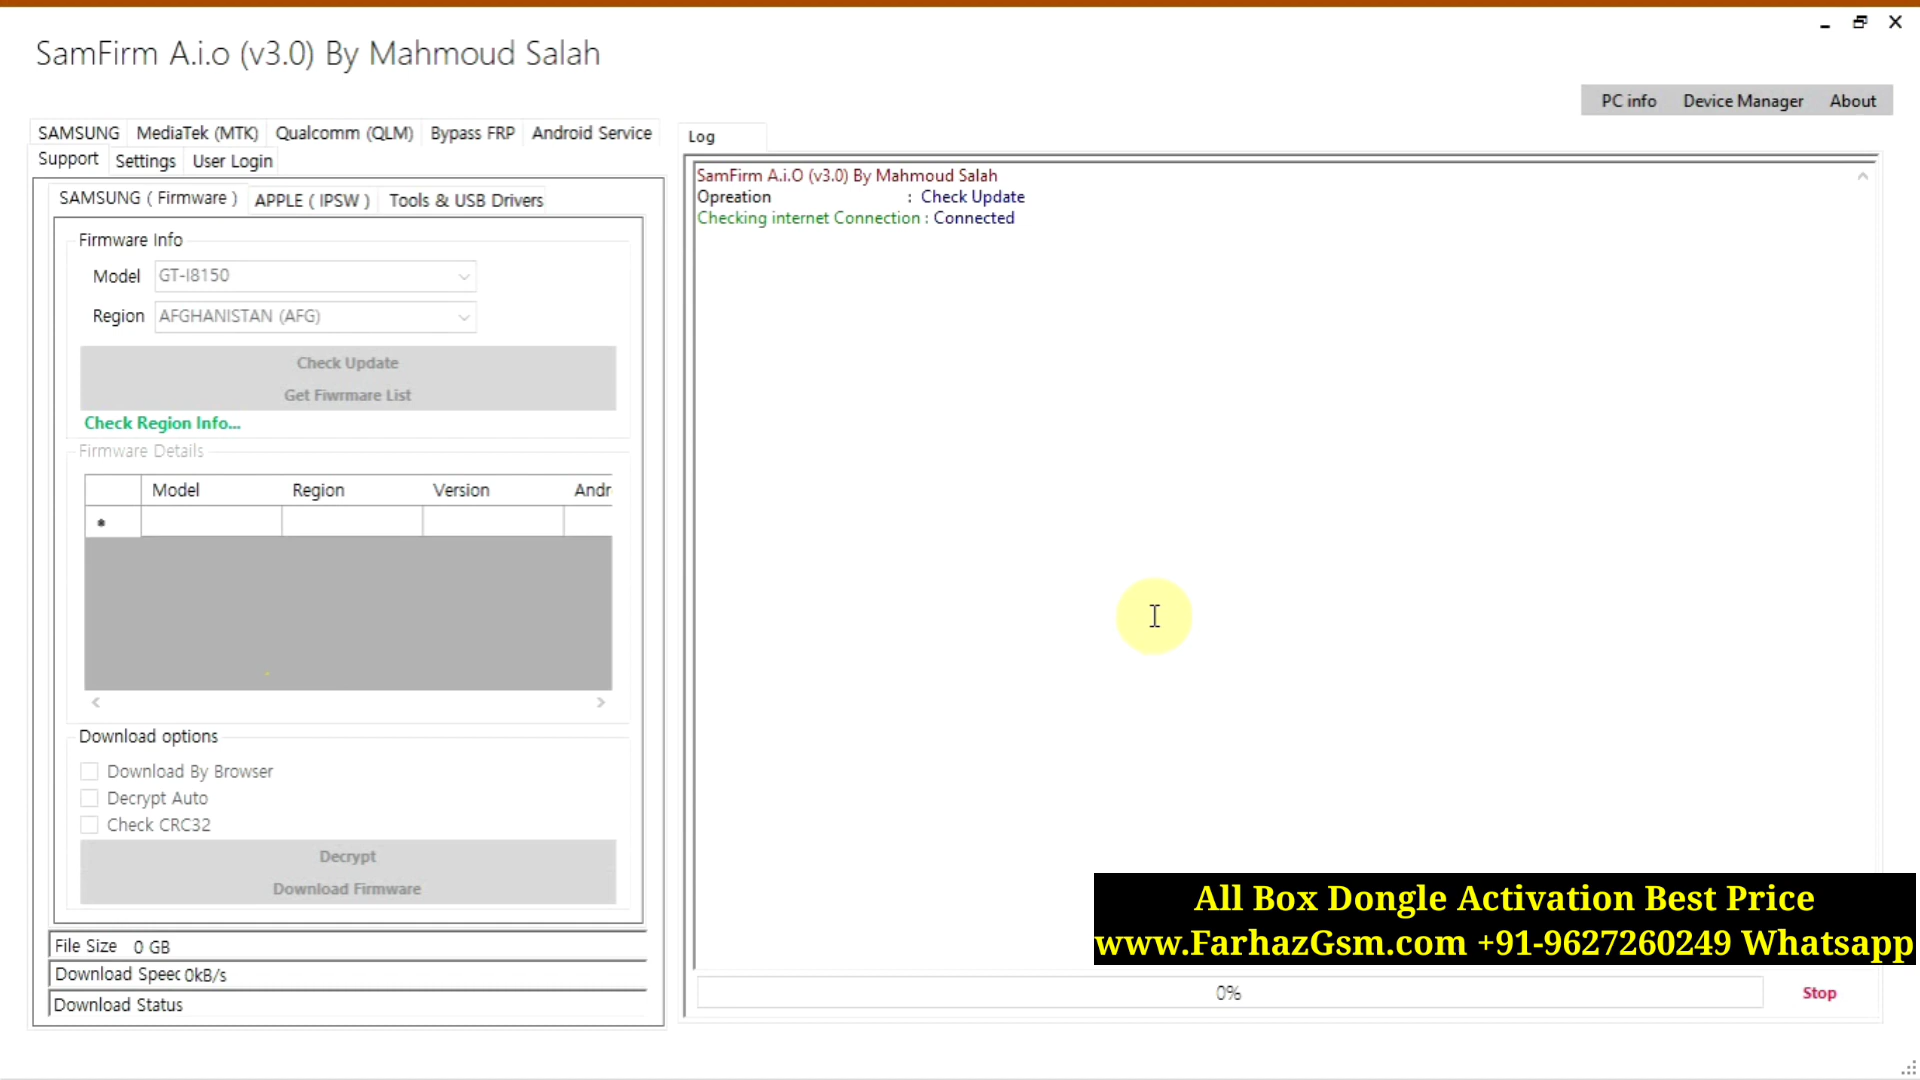 SamFirm A.i.o (v3.0) By Mahmoud Salah
PC info Device Manager About
SAMSUNG MediaTek (MTK) Qualcomm (QLM) Bypass FRP Android Service
Support Settings User Login
SAMSUNG ( Firmware ) APPLE ( IPSW ) Tools & USB Drivers
Firmware Info
Model GT-I8150
Region AFGHANISTAN (AFG)
Check Update
Get Fiwrmare List
Check Region Info...
Firmware Details
Model Region Version Andr
*
Download options
Download By Browser
Decrypt Auto
Check CRC32
Decrypt
Download Firmware
File Size 0 GB
Download Speec 0kB/s
Download Status
Log
SamFirm A.i.O (v3.0) By Mahmoud Salah
Opreation : Check Update
Checking internet Connection : Connected
All Box Dongle Activation Best Price
www.FarhazGsm.com +91-9627260249 Whatsapp
0%
Stop